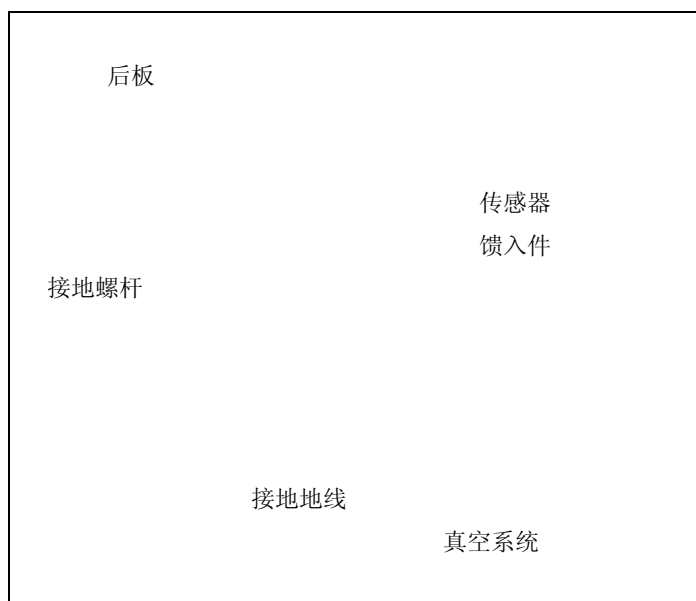 后板
传感器
馈入件
接地螺杆
接地地线
真空系统